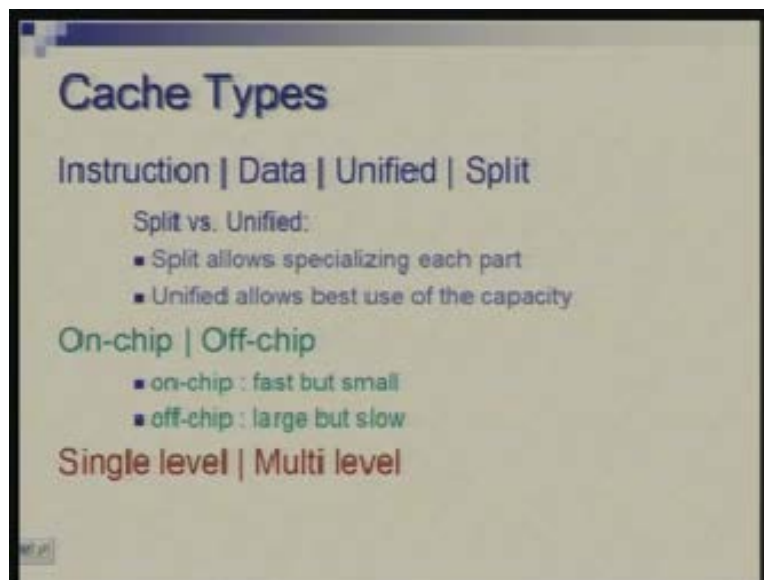 Cache Types
Instruction | Data | Unified | Split
Split vs. Unified:
▪ Split allows specializing each part
▪ Unified allows best use of the capacity
On-chip | Off-chip
▪ on-chip : fast but small
▪ off-chip : large but slow
Single level | Multi level